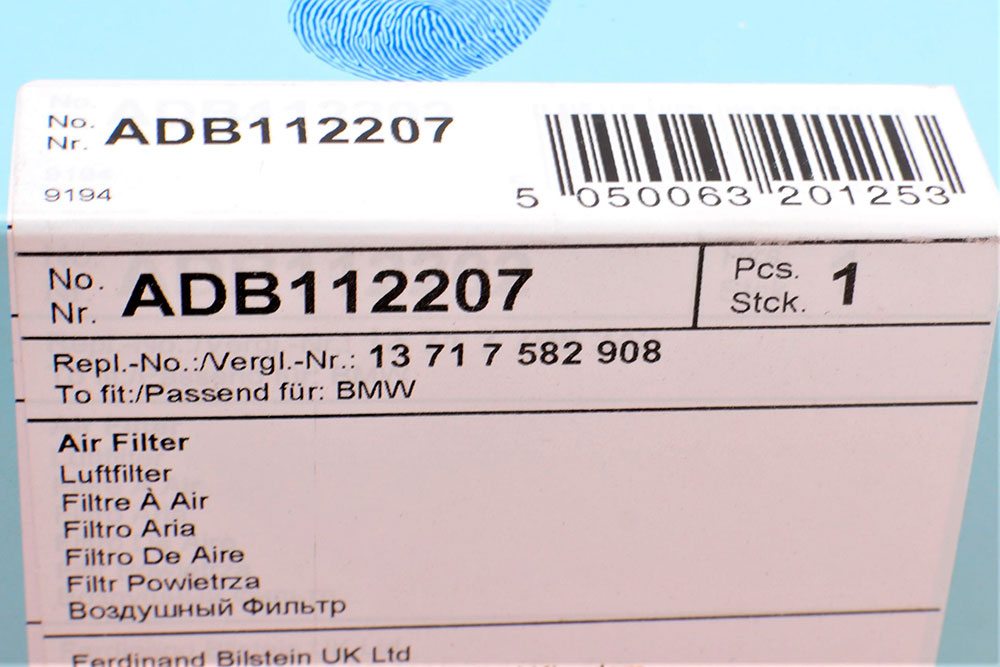 No.
Nr. ADB112207
9194
5 050063 201253
No.
Nr. ADB112207
Pcs.
Stck. 1
Repl.-No.:/Vergl.-Nr.: 13 71 7 582 908
To fit:/Passend für: BMW
Air Filter
Luftfilter
Filtre À Air
Filtro Aria
Filtro De Aire
Filtr Powietrza
Воздушный Фильтр
Ferdinand Bilstein UK Ltd